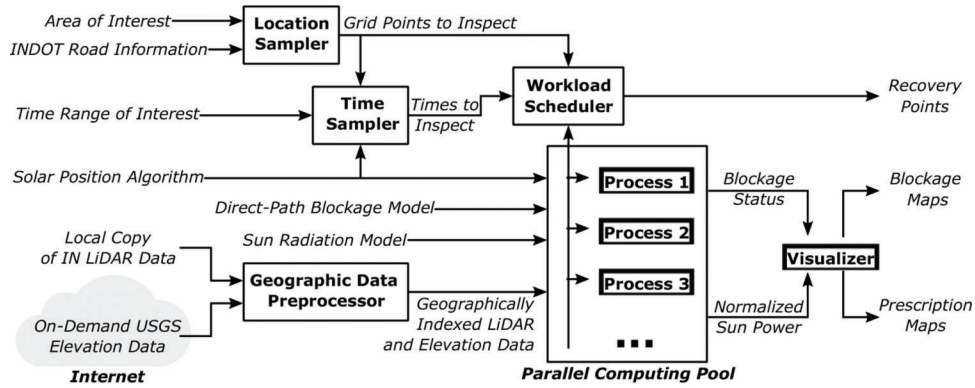 Area of Interest
INDOT Road Information
Location
Sampler
Grid Points to Inspect
Time Range of Interest
Time
Sampler
Times to
Inspect
Workload
Scheduler
Recovery
Points
Solar Position Algorithm
Direct-Path Blockage Model
Sun Radiation Model
Local Copy
of IN LiDAR Data
On-Demand USGS
Elevation Data
Internet
Geographic Data
Preprocessor
Geographically
Indexed LiDAR
and Elevation Data
Process 1
Process 2
Process 3
...
Parallel Computing Pool
Blockage
Status
Normalized
Sun Power
Visualizer
Blockage
Maps
Prescription
Maps